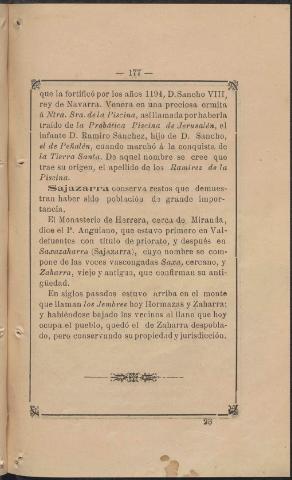 — 177 —
que la fortificó por los años 1194, D. Sancho VIII,
rey de Navarra. Venera en una preciosa ermita
á Ntra. Sra. de la Piscina, así llamada por haberla
traído de la Probática Piscina de Jerusalén, el
infante D. Ramiro Sánchez, hijo de D. Sancho,
el de Peñalén, cuando marchó á la conquista de
la Tierra Santa. De aquel nombre se cree que
trae su origen, el apellido de los Ramirez de la
Piscina.
Sajazarra conserva restos que demues-
tran haber sido población de grande impor-
tancia.
El Monasterio de Herrera, cerca de Miranda,
dice el P. Anguiano, que estuvo primero en Val-
defuentes con título de priorato, y después en
Saxazaharra (Sajazarra), cuyo nombre se com-
pone de las voces vascongadas Saxa, cercano, y
Zaharra, viejo y antiguo, que confirman su anti-
güedad.
En siglos pasados estuvo arriba en el monte
que llaman los Jembres hoy Hormazas y Zaharra;
y habiéndose bajado los vecinos al llano que hoy
ocupa el pueblo, quedó el de Zaharra despobla-
do, pero conservando su propiedad y jurisdicción.
23